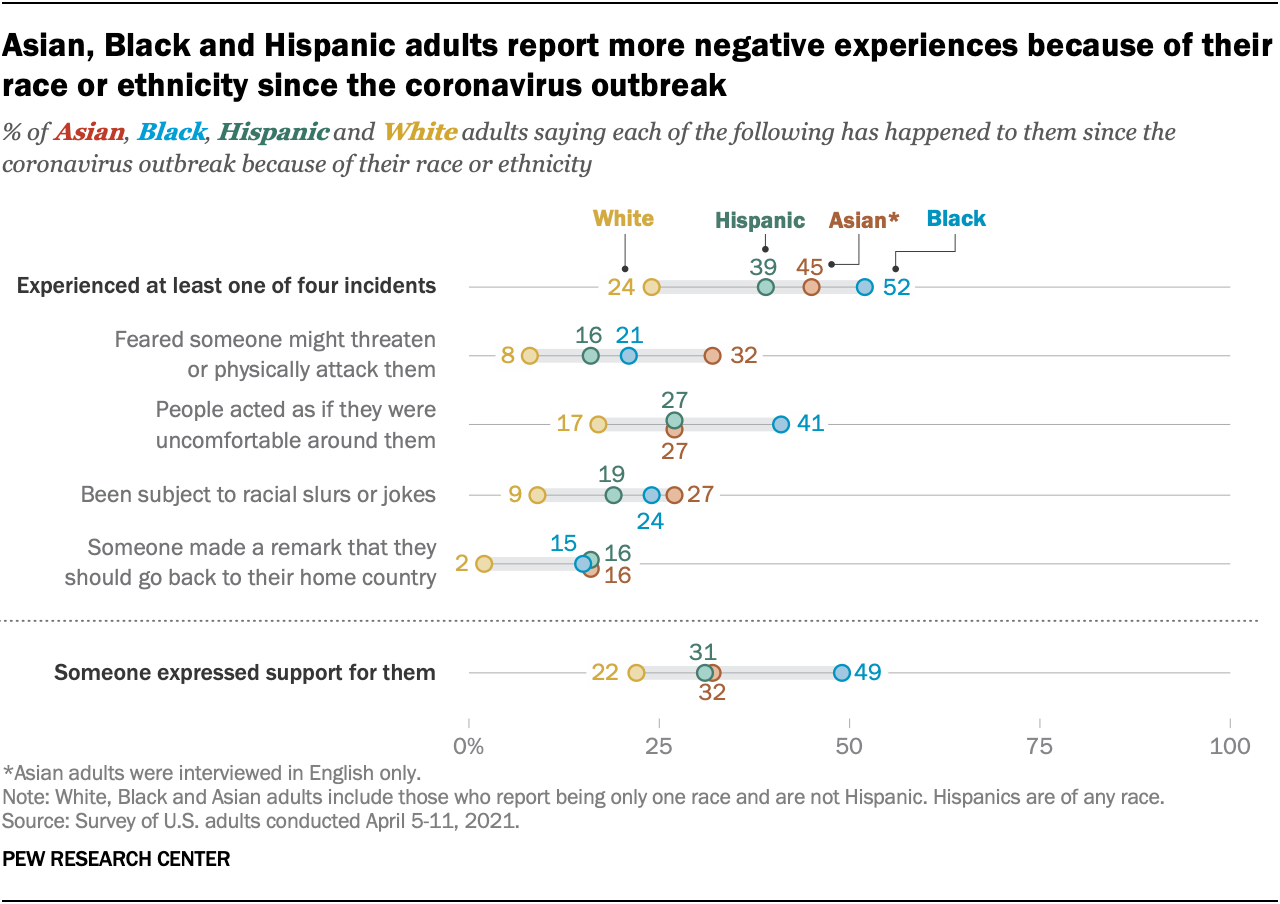 Asian, Black and Hispanic adults report more negative experiences because of their
race or ethnicity since the coronavirus outbreak
% of Asian, Black, Hispanic and White adults saying each of the following has happened to them since the
coronavirus outbreak because of their race or ethnicity
White Hispanic Asian* Black
Experienced at least one of four incidents 24 39 45 52
Feared someone might threaten
or physically attack them
8 16 21 32
People acted as if they were
uncomfortable around them
17 27 27 41
Been subject to racial slurs or jokes 9 19 24 27
Someone made a remark that they
should go back to their home country
2 15 16 16
Someone expressed support for them 22 31 32 49
0% 25 50 75 100
*Asian adults were interviewed in English only.
Note: White, Black and Asian adults include those who report being only one race and are not Hispanic. Hispanics are of any race.
Source: Survey of U.S. adults conducted April 5-11, 2021.
PEW RESEARCH CENTER